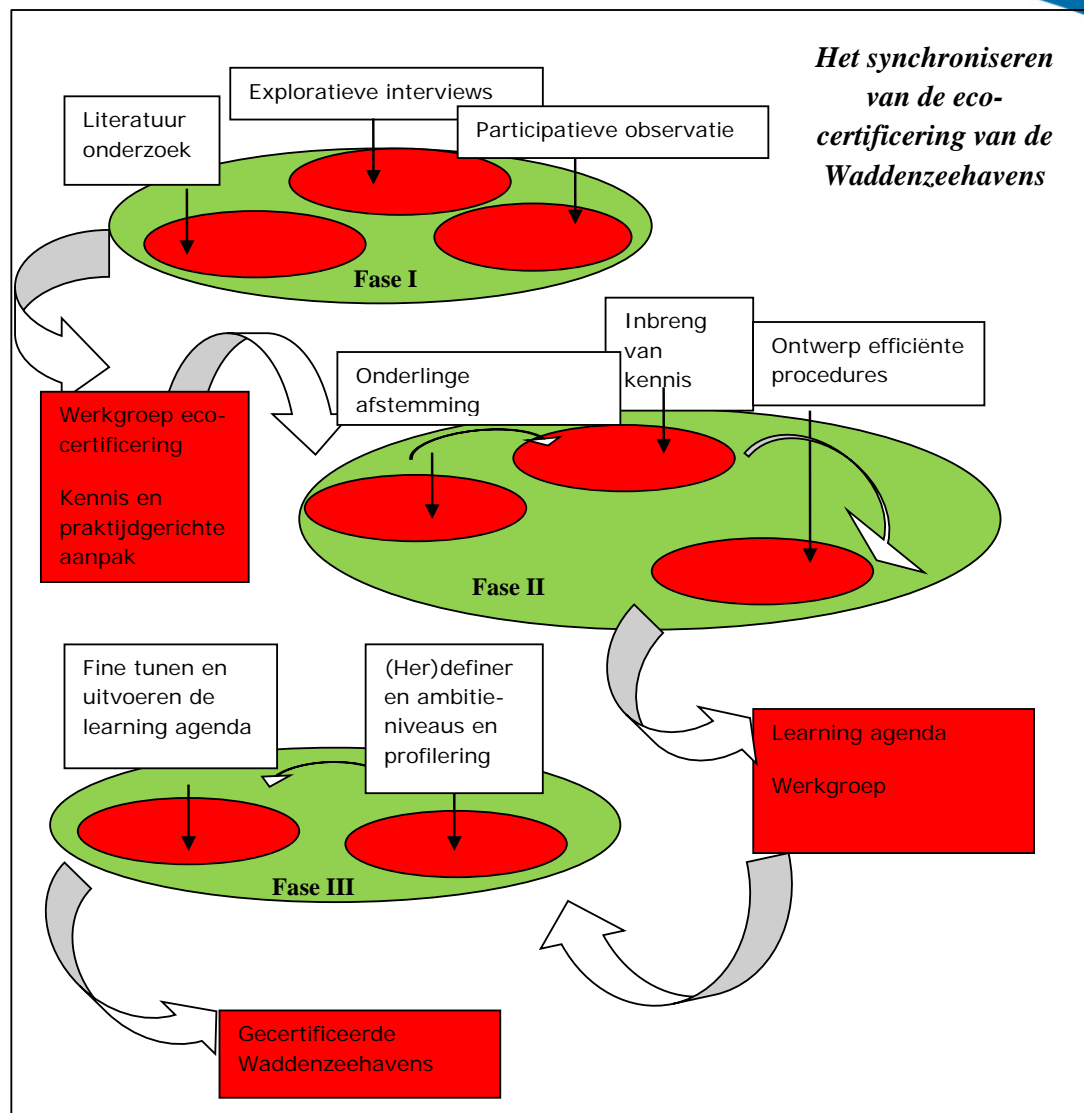 Het synchroniseren
van de eco-
certificering van de
Waddenzeehavens
Exploratieve interviews
Literatuur
onderzoek
Participatieve observatie
Fase I
Inbreng
van
kennis
Ontwerp efficiënte
procedures
Onderlinge
afstemming
Werkgroep eco-
certificering
Kennis en
praktijdgerichte
aanpak
Fase II
Fine tunen en
uitvoeren de
learning agenda
(Her)definer
en ambitie-
niveaus en
profilering
Learning agenda
Werkgroep
Fase III
Gecertificeerde
Waddenzeehavens